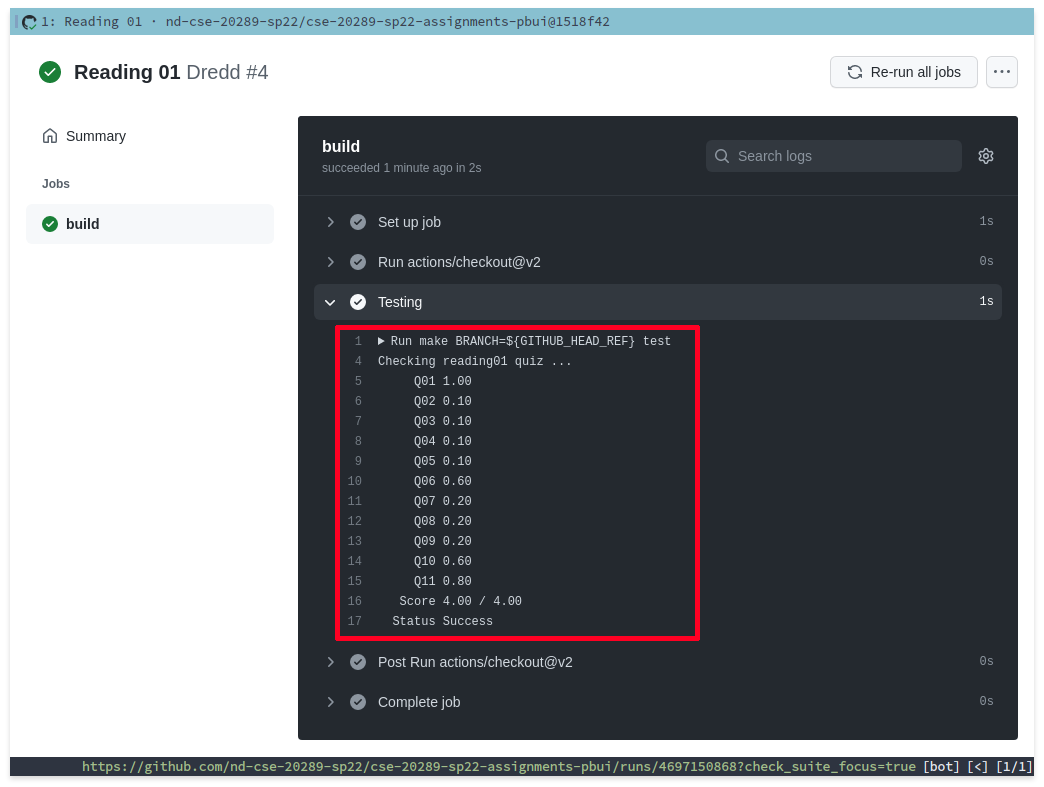 1: Reading 01 · nd-cse-20289-sp22/cse-20289-sp22-assignments-pbui@1518f42
Reading 01 Dredd #4
Re-run all jobs
Summary
Jobs
build
build
succeeded 1 minute ago in 2s
Search logs
Set up job 1s
Run actions/checkout@v2 0s
Testing 1s
1 Run make BRANCH=${GITHUB_HEAD_REF} test
4 Checking reading01 quiz ...
5 Q01 1.00
6 Q02 0.10
7 Q03 0.10
8 Q04 0.10
9 Q05 0.10
10 Q06 0.60
11 Q07 0.20
12 Q08 0.20
13 Q09 0.20
14 Q10 0.60
15 Q11 0.80
16 Score 4.00 / 4.00
17 Status Success
Post Run actions/checkout@v2 0s
Complete job 0s
https://github.com/nd-cse-20289-sp22/cse-20289-sp22-assignments-pbui/runs/4697150868?check_suite_focus=true [bot] [<] [1/1]